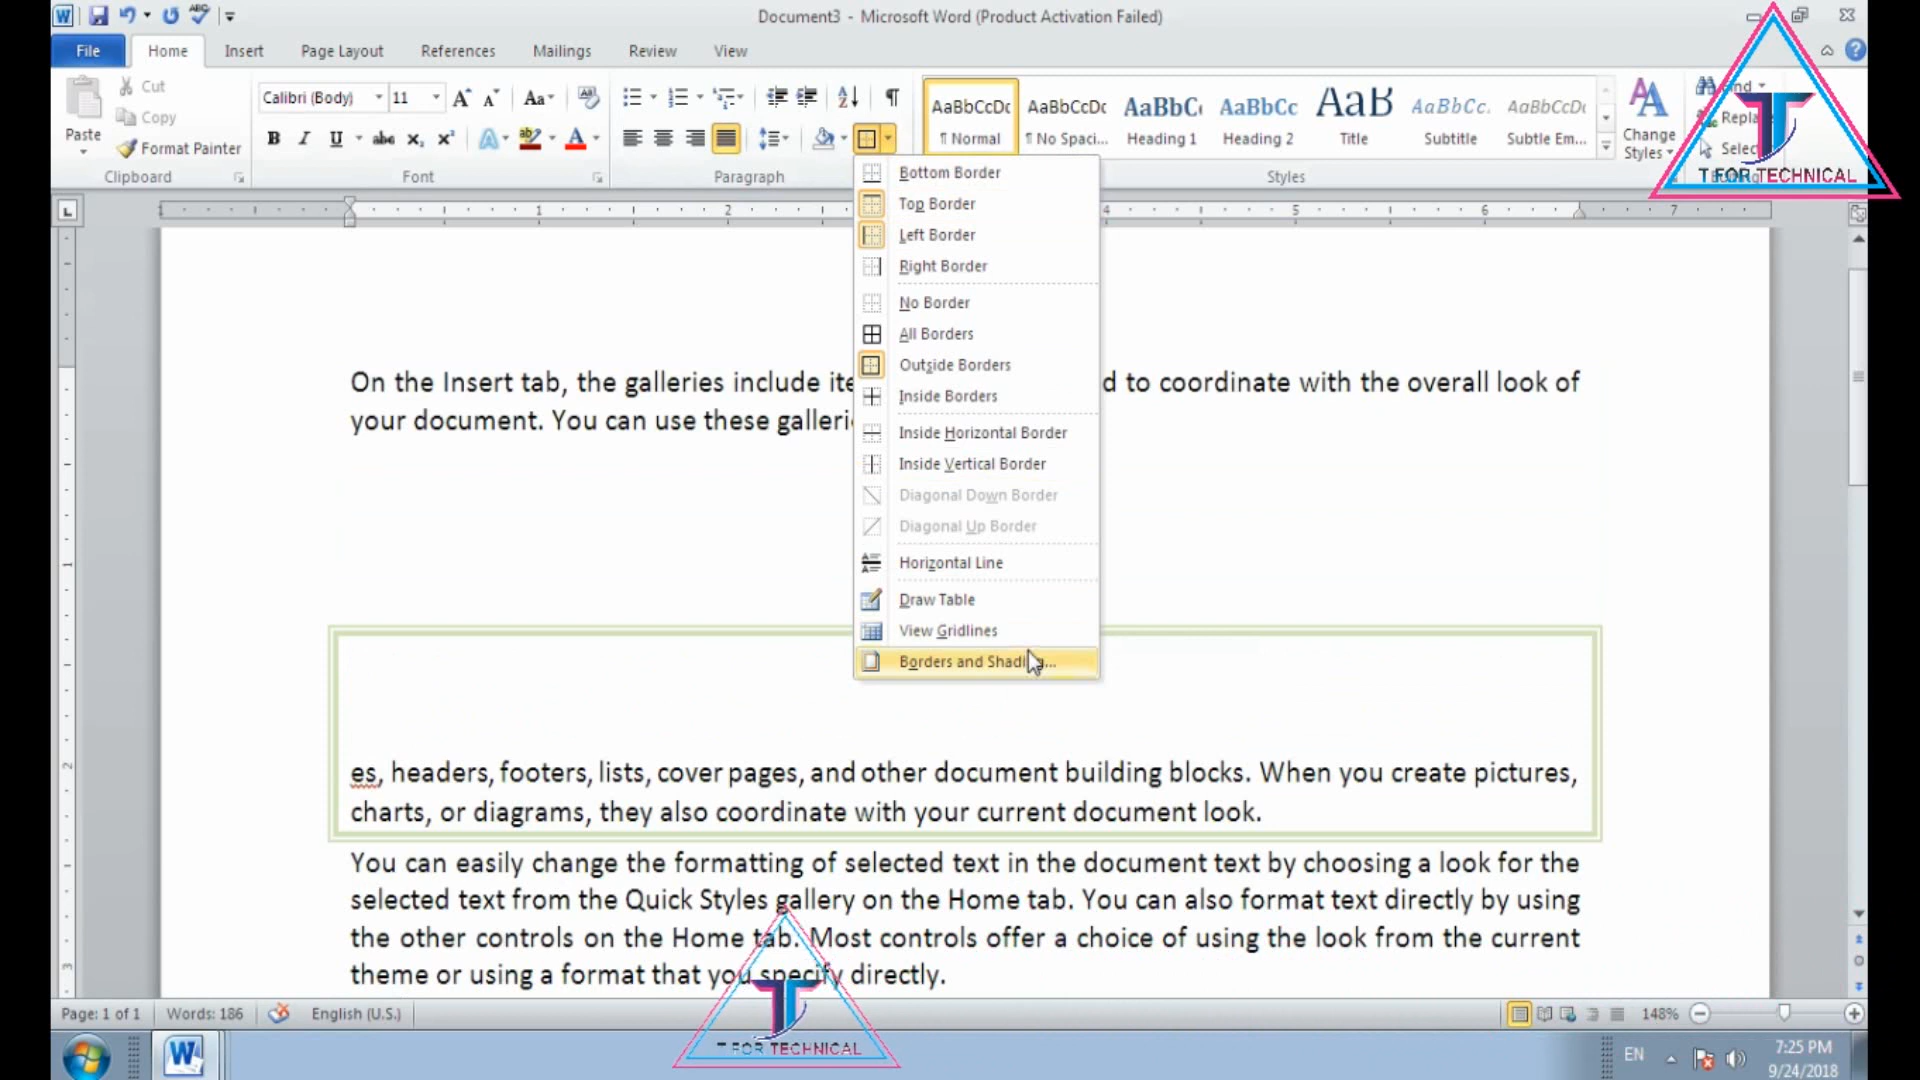 Document3 - Microsoft Word (Product Activation Failed)
File Home Insert Page Layout References Mailings Review View
Paste
Cut
Copy
Format Painter
Clipboard
Calibri (Body) 11
Font
Paragraph
AaBbCcDc ¶ Normal
AaBbCcDc ¶ No Spaci...
AaBbCc Heading 1
AaBbCc Heading 2
AaB Title
AaBbCc. Subtitle
AaBbCcDc Subtle Em...
Styles
Change Styles
Repla
Select
T FOR TECHNICAL
Bottom Border
Top Border
Left Border
Right Border
No Border
All Borders
Outside Borders
Inside Borders
Inside Horizontal Border
Inside Vertical Border
Diagonal Down Border
Diagonal Up Border
Horizontal Line
Draw Table
View Gridlines
Borders and Shadi...
On the Insert tab, the galleries include ite d to coordinate with the overall look of
your document. You can use these galleri
es, headers, footers, lists, cover pages, and other document building blocks. When you create pictures,
charts, or diagrams, they also coordinate with your current document look.
You can easily change the formatting of selected text in the document text by choosing a look for the
selected text from the Quick Styles gallery on the Home tab. You can also format text directly by using
the other controls on the Home tab. Most controls offer a choice of using the look from the current
theme or using a format that you specify directly.
T FOR TECHNICAL
Page: 1 of 1 Words: 186 English (U.S.) 148%
EN 7:25 PM
9/24/2018